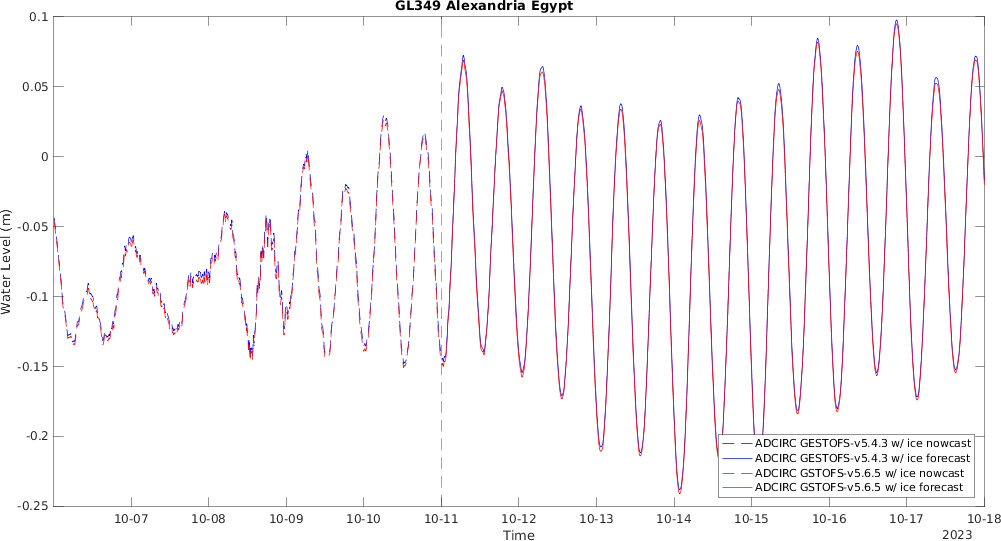 GL349 Alexandria Egypt
0.1
0.05
0
-0.05
-0.1
-0.15
-0.2
-0.25
Water Level (m)
ADCIRC GESTOFS-v5.4.3 w/ ice nowcast
ADCIRC GESTOFS-v5.4.3 w/ ice forecast
ADCIRC GSTOFS-v5.6.5 w/ ice nowcast
ADCIRC GSTOFS-v5.6.5 w/ ice forecast
10-07 10-08 10-09 10-10 10-11 10-12 10-13 10-14 10-15 10-16 10-17 10-18
Time
2023